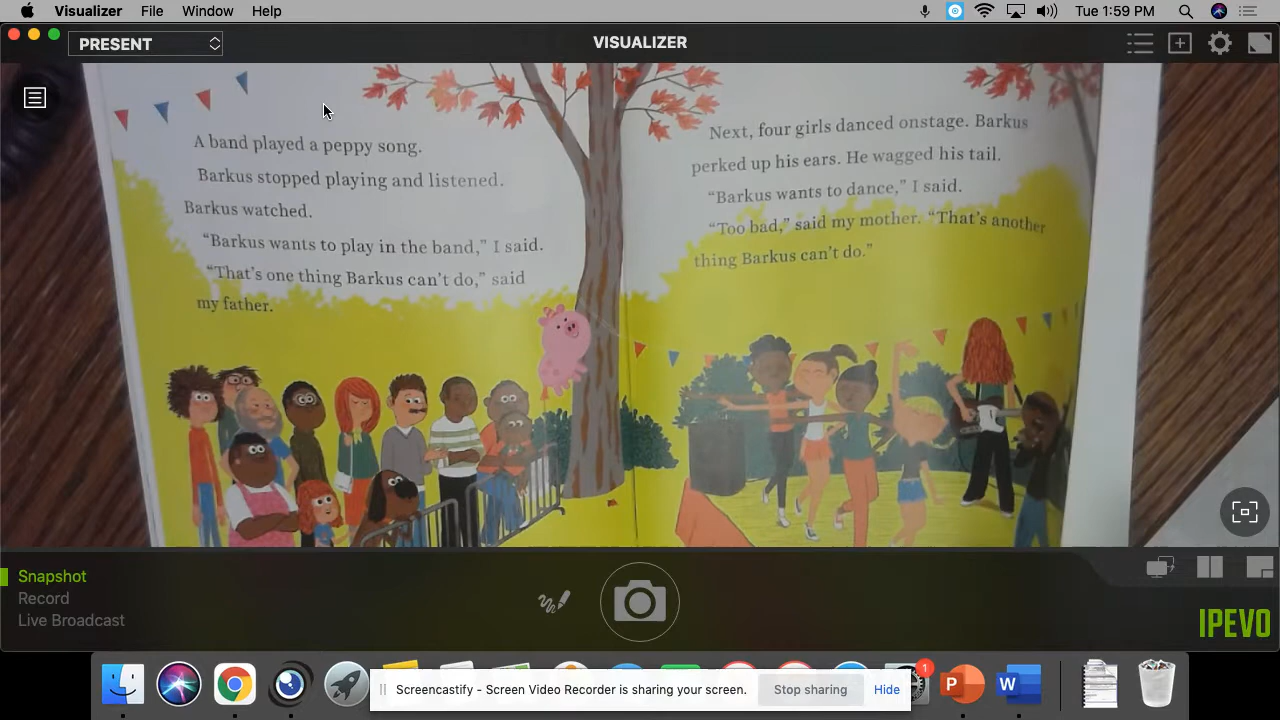 Visualizer File Window Help
Tue 1:59 PM
PRESENT
VISUALIZER
A band played a peppy song.
Barkus stopped playing and listened.
Barkus watched.
“Barkus wants to play in the band,” I said.
“That’s one thing Barkus can’t do,” said
my father.
Next, four girls danced onstage. Barkus
perked up his ears. He wagged his tail.
“Barkus wants to dance,” I said.
“Too bad,” said my mother. “That’s another
thing Barkus can’t do.”
Snapshot
Record
Live Broadcast
IPEVO
Screencastify - Screen Video Recorder is sharing your screen.
Stop sharing
Hide
1
P
W